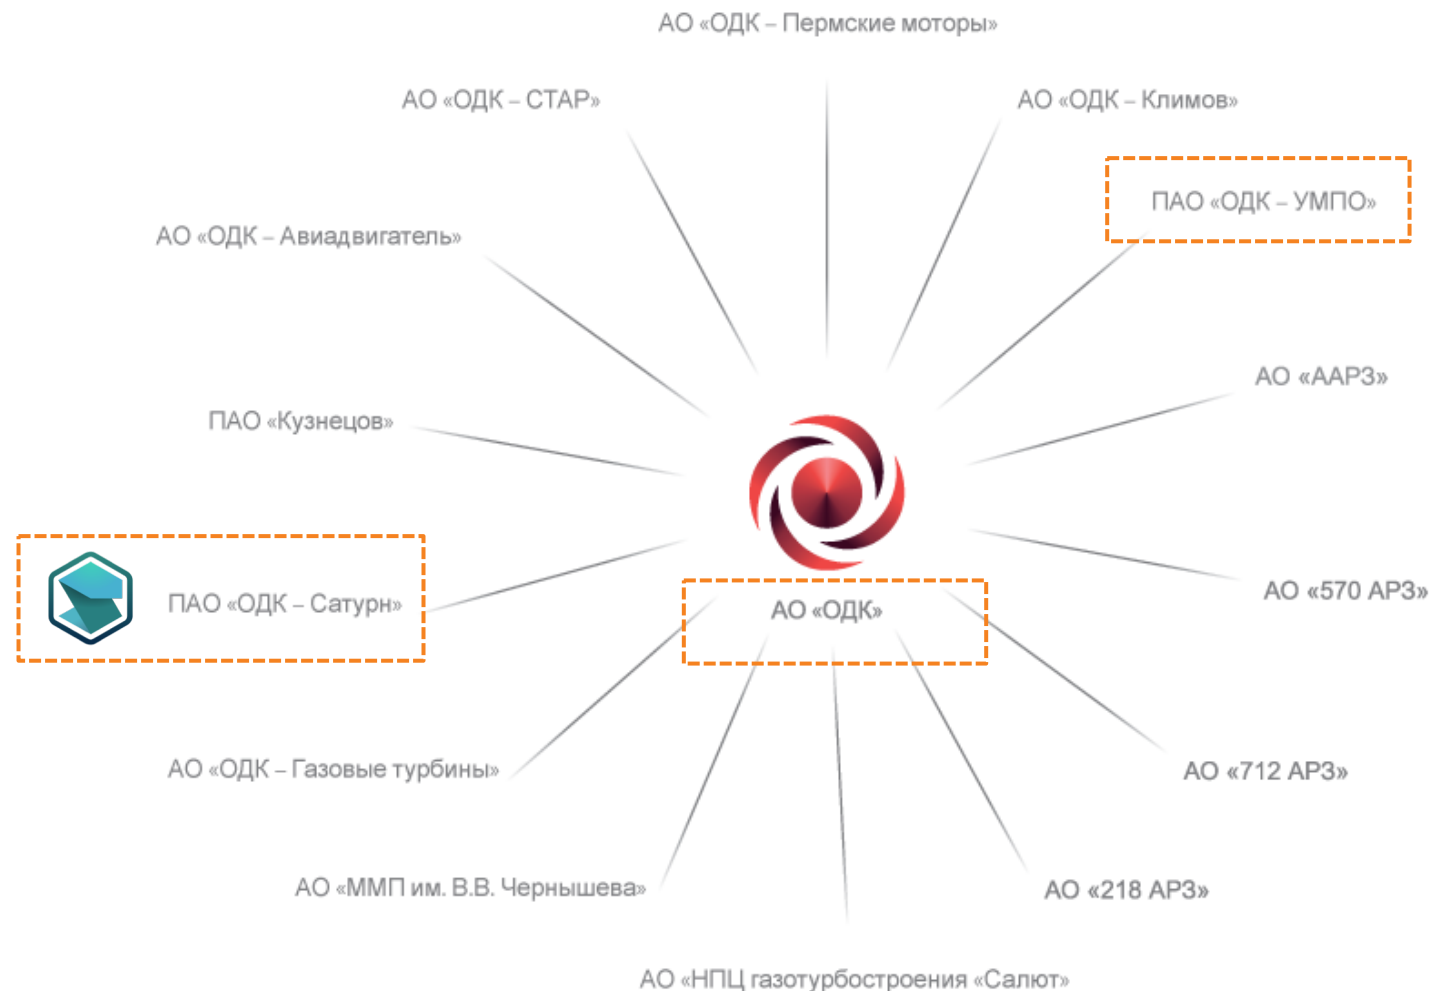 АО «ОДК – Пермские моторы»
АО «ОДК – СТАР»
АО «ОДК – Климов»
ПАО «ОДК – УМПО»
АО «ОДК – Авиадвигатель»
АО «ААРЗ»
ПАО «Кузнецов»
АО «570 АРЗ»
ПАО «ОДК – Сатурн»
АО «ОДК»
АО «ОДК – Газовые турбины»
АО «712 АРЗ»
АО «ММП им. В.В. Чернышева»
АО «218 АРЗ»
АО «НПЦ газотурбостроения «Салют»